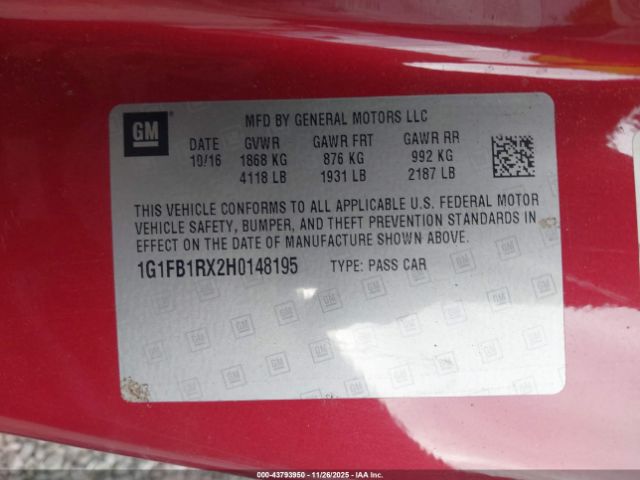 GM
MFD BY GENERAL MOTORS LLC
DATE GVWR GAWR FRT GAWR RR
10/16 1868 KG 876 KG 992 KG
4118 LB 1931 LB 2187 LB
THIS VEHICLE CONFORMS TO ALL APPLICABLE U.S. FEDERAL MOTOR
VEHICLE SAFETY, BUMPER, AND THEFT PREVENTION STANDARDS IN
EFFECT ON THE DATE OF MANUFACTURE SHOWN ABOVE.
1G1FB1RX2H0148195 TYPE: PASS CAR
Stock No: 43793950 - 11/26/2025 - IAA, Inc.